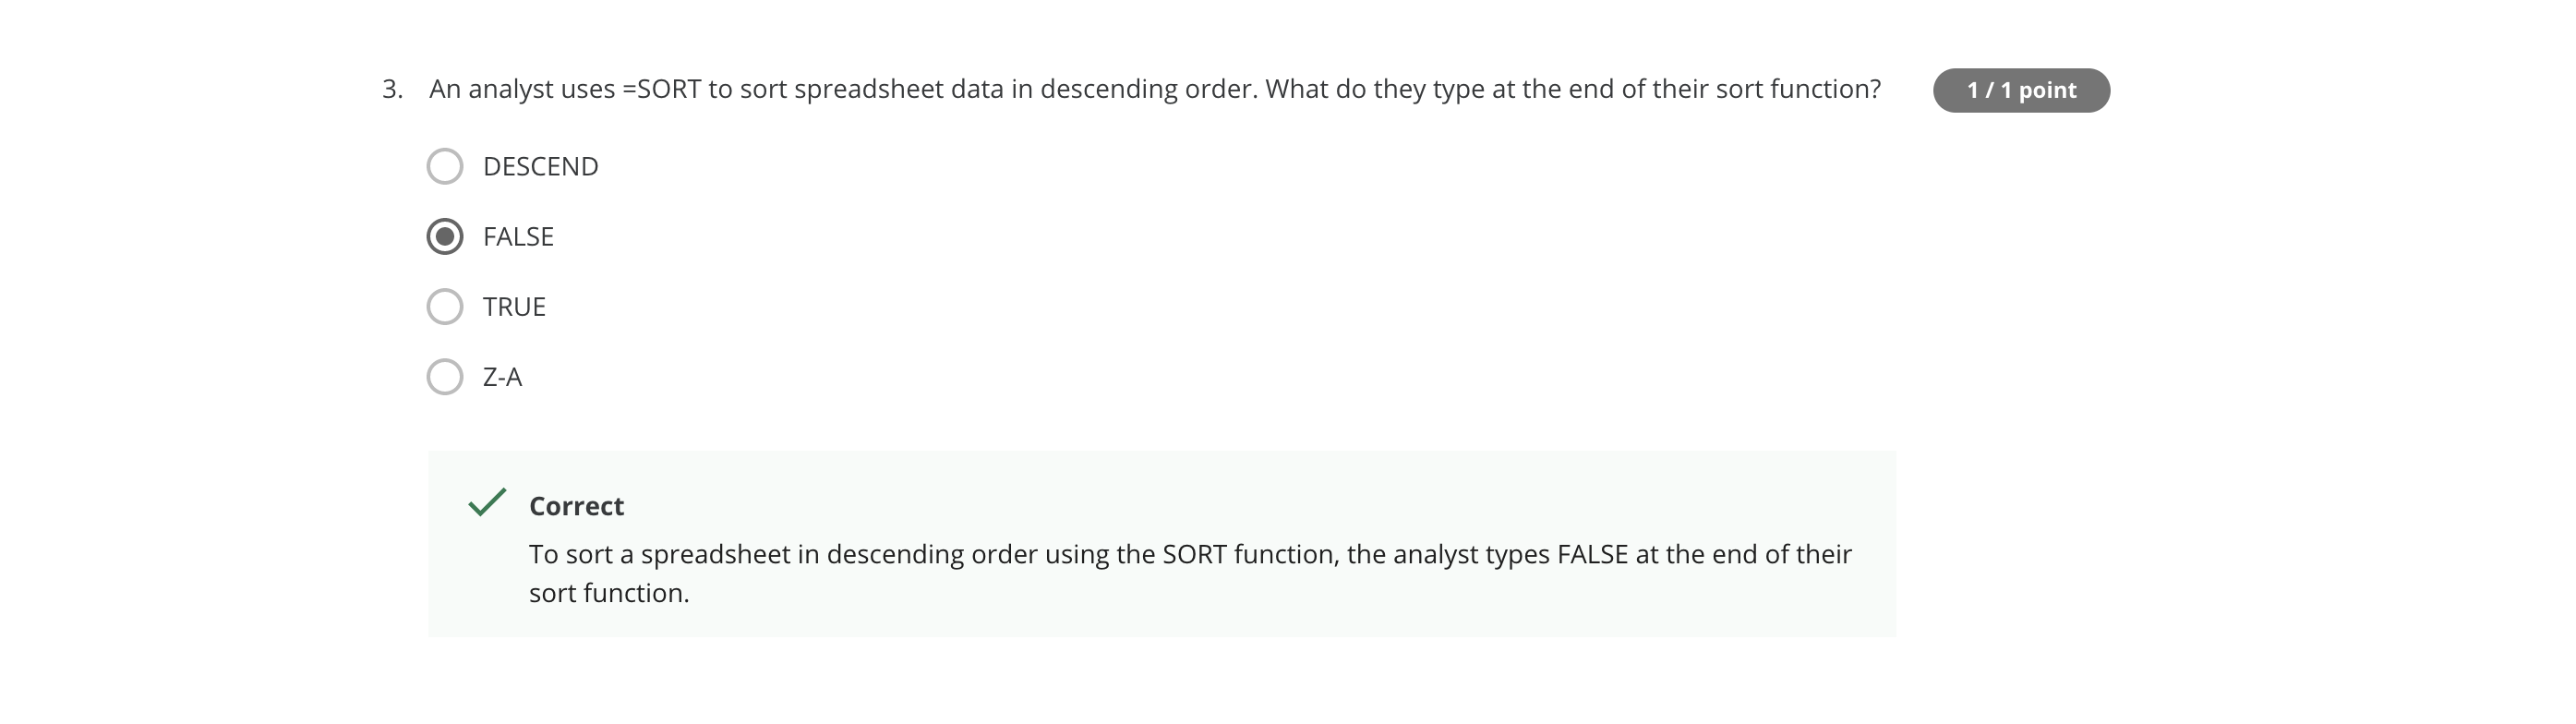 3. An analyst uses =SORT to sort spreadsheet data in descending order. What do they type at the end of their sort function?
1 / 1 point
DESCEND
FALSE
TRUE
Z-A
Correct
To sort a spreadsheet in descending order using the SORT function, the analyst types FALSE at the end of their
sort function.